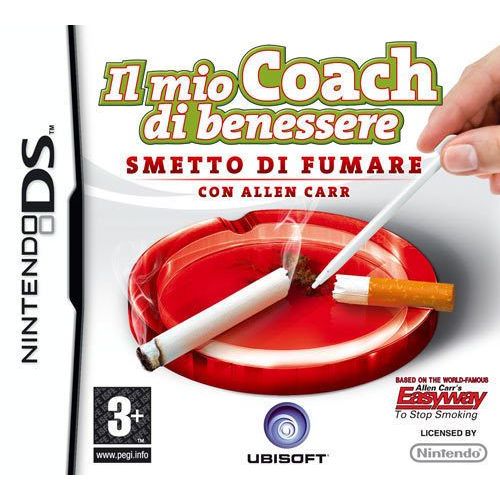 NINTENDO DS™
Il mio Coach
di benessere
SMETTO DI FUMARE
CON ALLEN CARR
3+
www.pegi.info
UBISOFT
BASED ON THE WORLD-FAMOUS
Allen Carr's
Easyway
To Stop Smoking
LICENSED BY
Nintendo